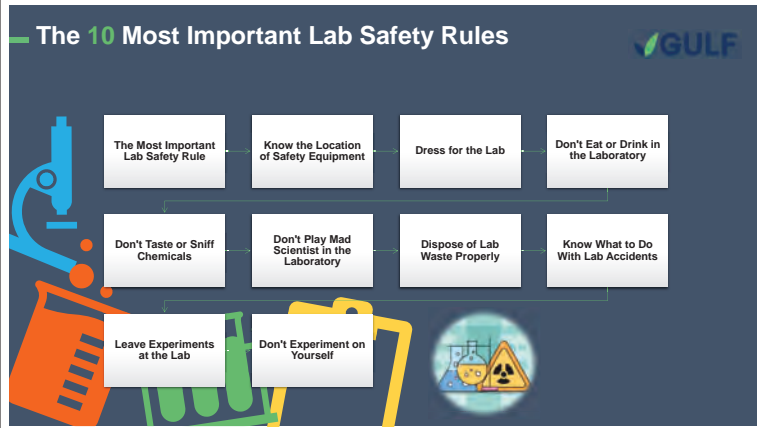 The 10 Most Important Lab Safety Rules
GULF
The Most Important
Lab Safety Rule
Know the Location
of Safety Equipment
Dress for the Lab
Don't Eat or Drink in
the Laboratory
Don't Taste or Sniff
Chemicals
Don't Play Mad
Scientist in the
Laboratory
Dispose of Lab
Waste Properly
Know What to Do
With Lab Accidents
Leave Experiments
at the Lab
Don't Experiment on
Yourself